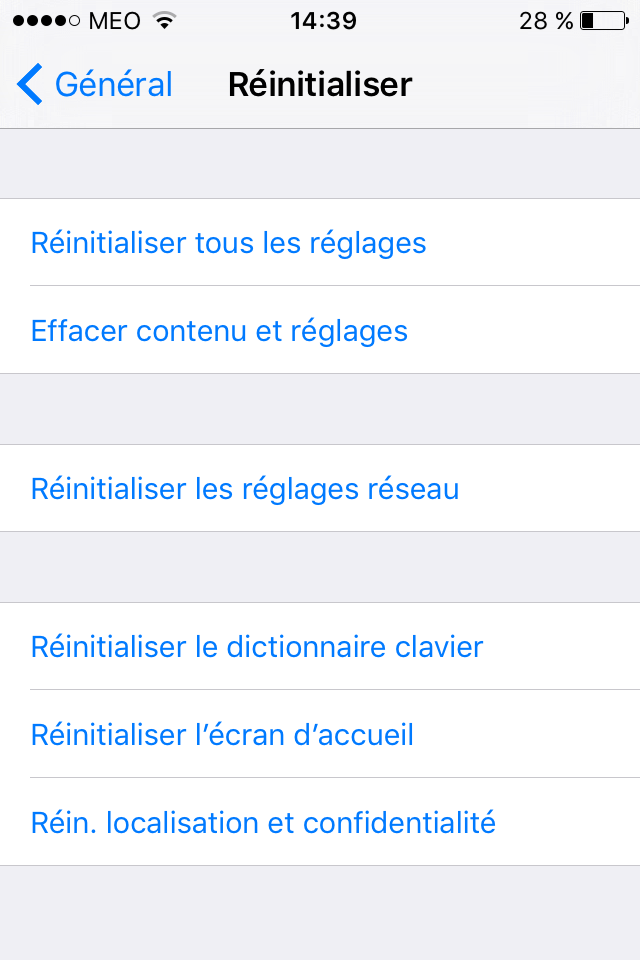 MEO 14:39 28 %
Général Réinitialiser
Réinitialiser tous les réglages
Effacer contenu et réglages
Réinitialiser les réglages réseau
Réinitialiser le dictionnaire clavier
Réinitialiser l’écran d’accueil
Réin. localisation et confidentialité